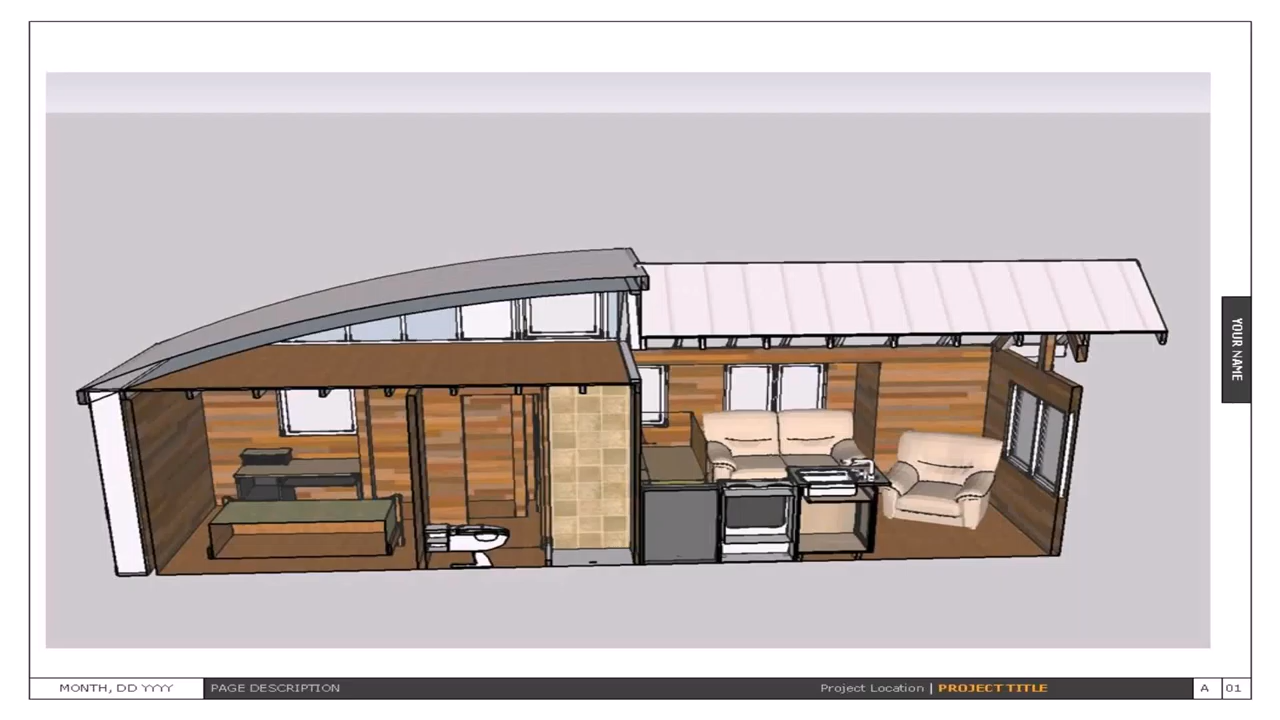 YOUR NAME
MONTH, DD YYYY
PAGE DESCRIPTION
Project Location | PROJECT TITLE
A
01